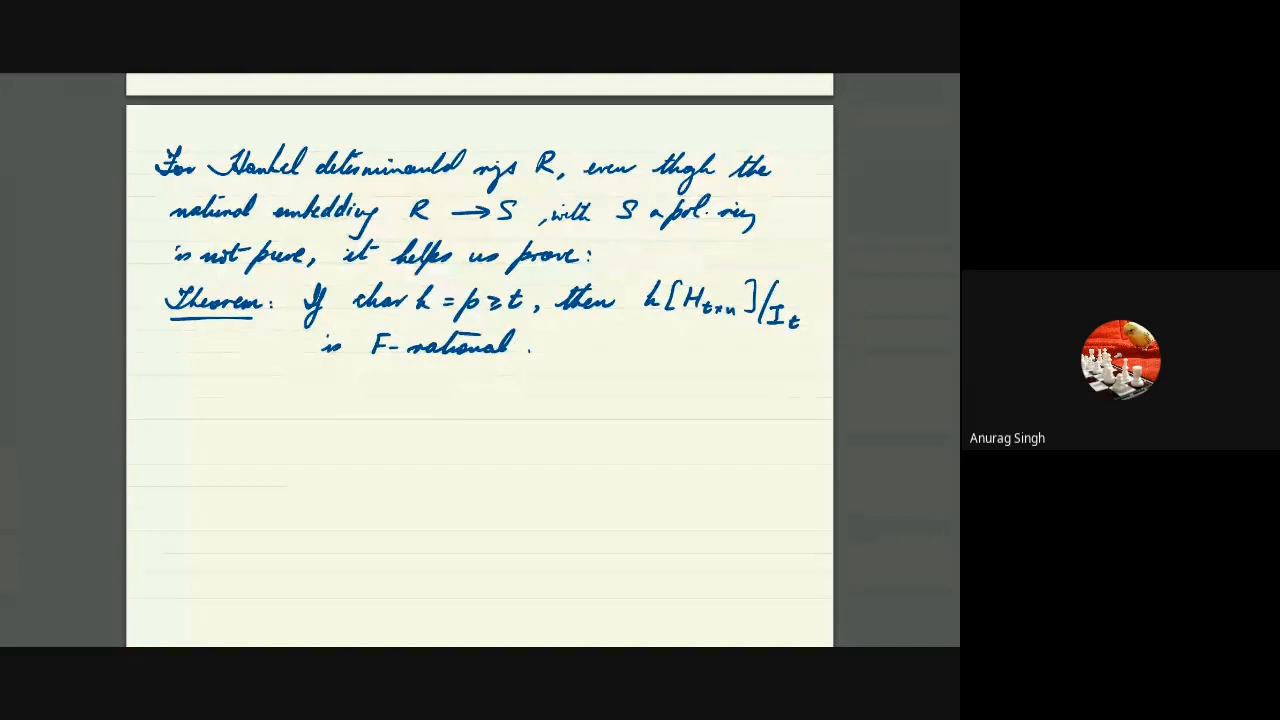 For Hankel determinantal rings R, even though the
natural embedding R → S, with S a pol. ring
is not pure, it helps us prove:
Theorem: If char k = p ≥ t, then k[H_{t×n}]/I_t
is F-rational.
Anurag Singh